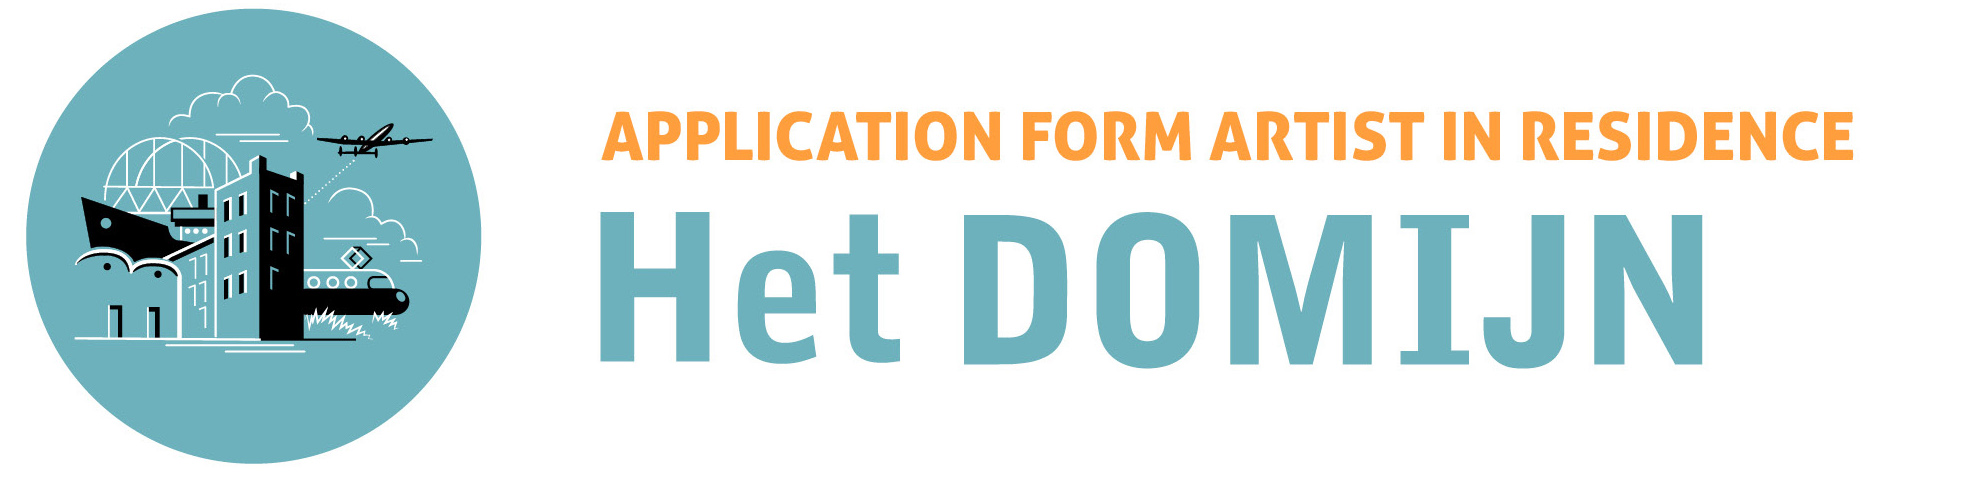 APPLICATION FORM ARTIST IN RESIDENCE
Het DOMIJN